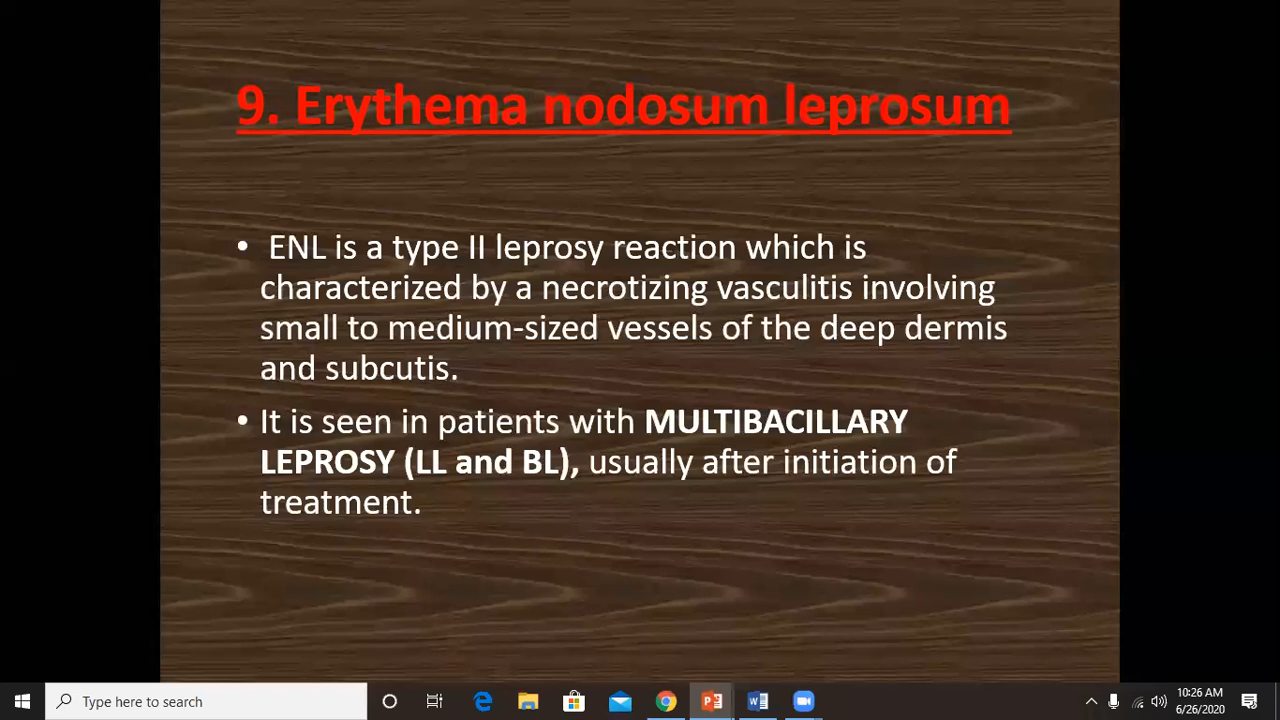 9. Erythema nodosum leprosum
• ENL is a type II leprosy reaction which is
characterized by a necrotizing vasculitis involving
small to medium-sized vessels of the deep dermis
and subcutis.
• It is seen in patients with MULTIBACILLARY
LEPROSY (LL and BL), usually after initiation of
treatment.
Type here to search
10:26 AM
6/26/2020